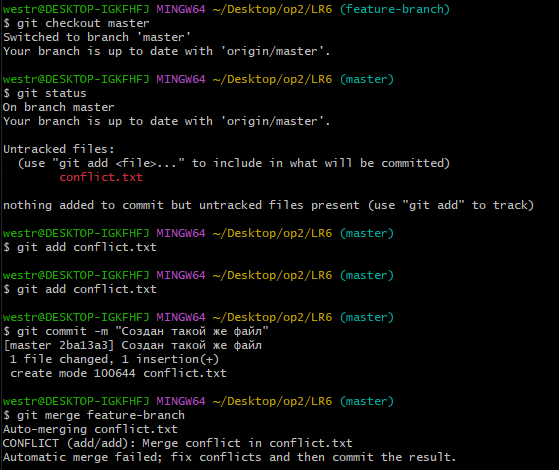 westr@DESKTOP-IGKFHFJ MINGW64 ~/Desktop/op2/LR6 (feature-branch)
$ git checkout master
Switched to branch 'master'
Your branch is up to date with 'origin/master'.
westr@DESKTOP-IGKFHFJ MINGW64 ~/Desktop/op2/LR6 (master)
$ git status
On branch master
Your branch is up to date with 'origin/master'.
Untracked files:
  (use "git add <file>..." to include in what will be committed)
        conflict.txt
nothing added to commit but untracked files present (use "git add" to track)
westr@DESKTOP-IGKFHFJ MINGW64 ~/Desktop/op2/LR6 (master)
$ git add conflict.txt
westr@DESKTOP-IGKFHFJ MINGW64 ~/Desktop/op2/LR6 (master)
$ git add conflict.txt
westr@DESKTOP-IGKFHFJ MINGW64 ~/Desktop/op2/LR6 (master)
$ git commit -m "Создан такой же файл"
[master 2ba13a3] Создан такой же файл
 1 file changed, 1 insertion(+)
 create mode 100644 conflict.txt
westr@DESKTOP-IGKFHFJ MINGW64 ~/Desktop/op2/LR6 (master)
$ git merge feature-branch
Auto-merging conflict.txt
CONFLICT (add/add): Merge conflict in conflict.txt
Automatic merge failed; fix conflicts and then commit the result.